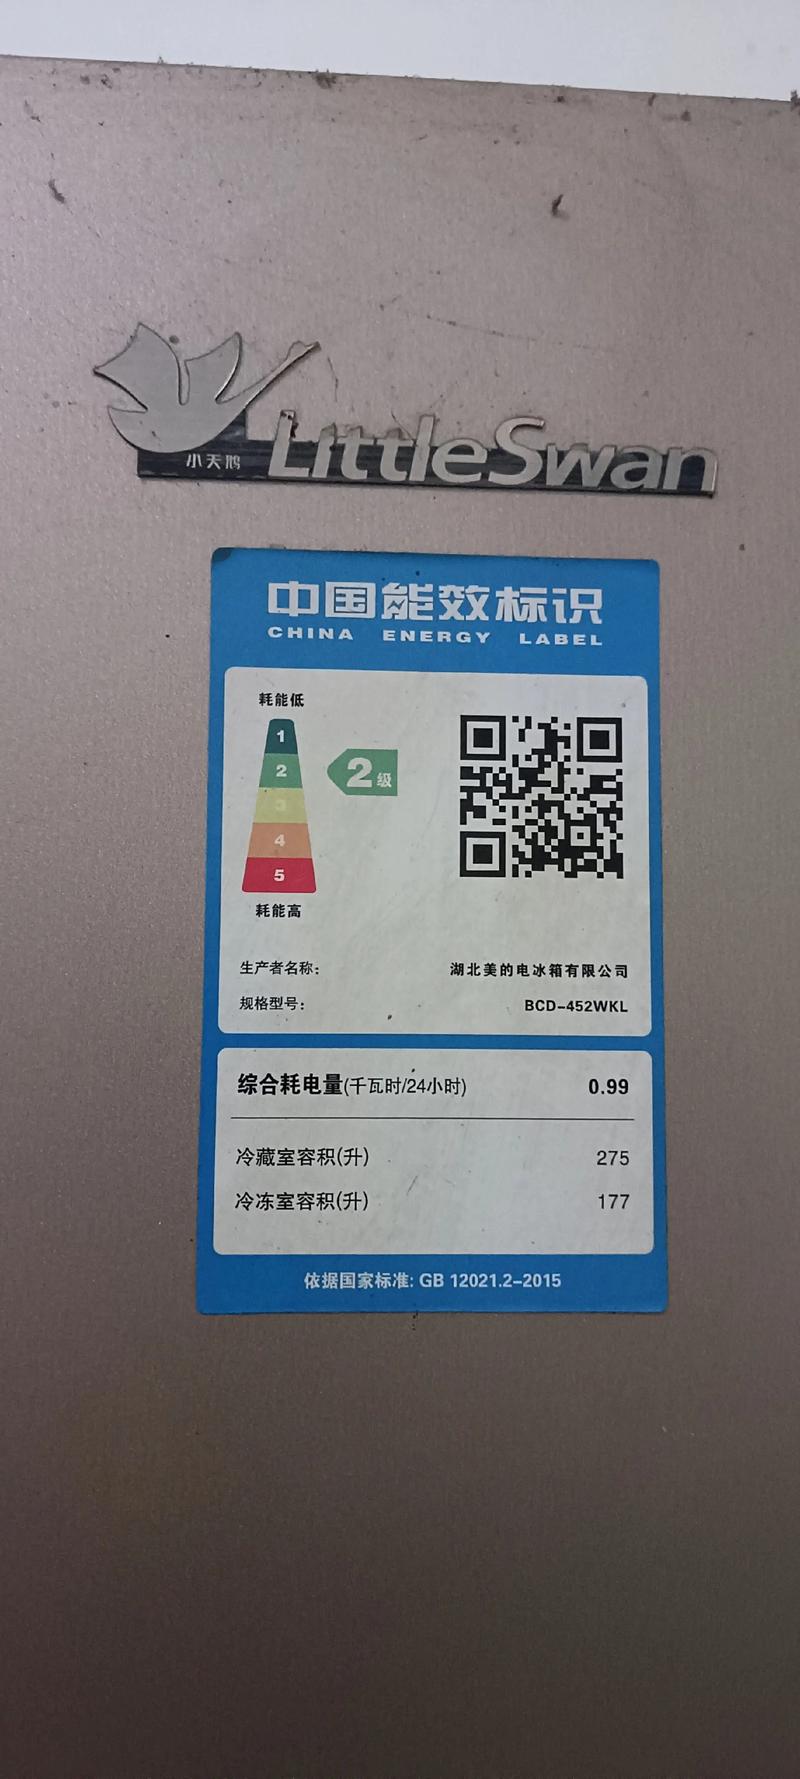 小天鹅 LittleSwan
中国能效标识
CHINA ENERGY LABEL
耗能低
1
2
3
4
5
2级
耗能高
生产者名称: 湖北美的电冰箱有限公司
规格型号: BCD-452WKL
综合耗电量(千瓦时/24小时) 0.99
冷藏室容积(升) 275
冷冻室容积(升) 177
依据国家标准: GB 12021.2-2015